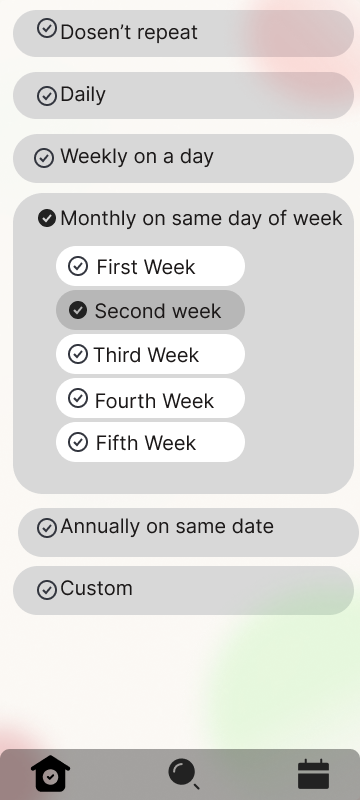 Dosen’t repeat
Daily
Weekly on a day
Monthly on same day of week
First Week
Second week
Third Week
Fourth Week
Fifth Week
Annually on same date
Custom